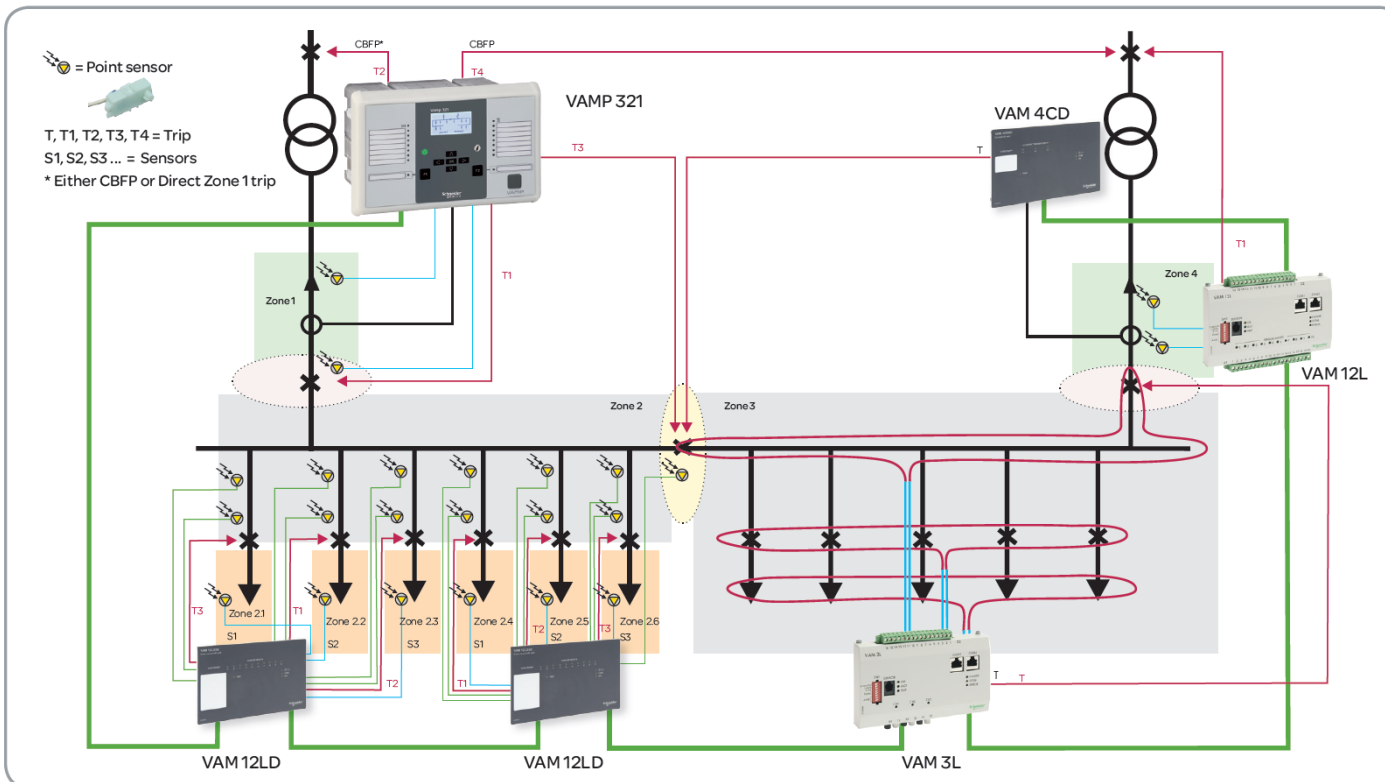 = Point sensor
T, T1, T2, T3, T4 = Trip
S1, S2, S3 ... = Sensors
* Either CBFP or Direct Zone 1 trip
CBFP*
T2
CBFP
T4
VAMP 321
VAM 4CD
T3
T
T1
T1
Zone 1
Zone 4
VAM 12L
Zone 2
Zone 3
T3
Zone 2.1
S1
T1
Zone 2.2
S2
Zone 2.3
S3
T2
Zone 2.4
S1
T1
Zone 2.5
S2
T2
Zone 2.6
S3
T3
VAM 3L
T
T
VAM 12LD
VAM 12LD
VAM 3L